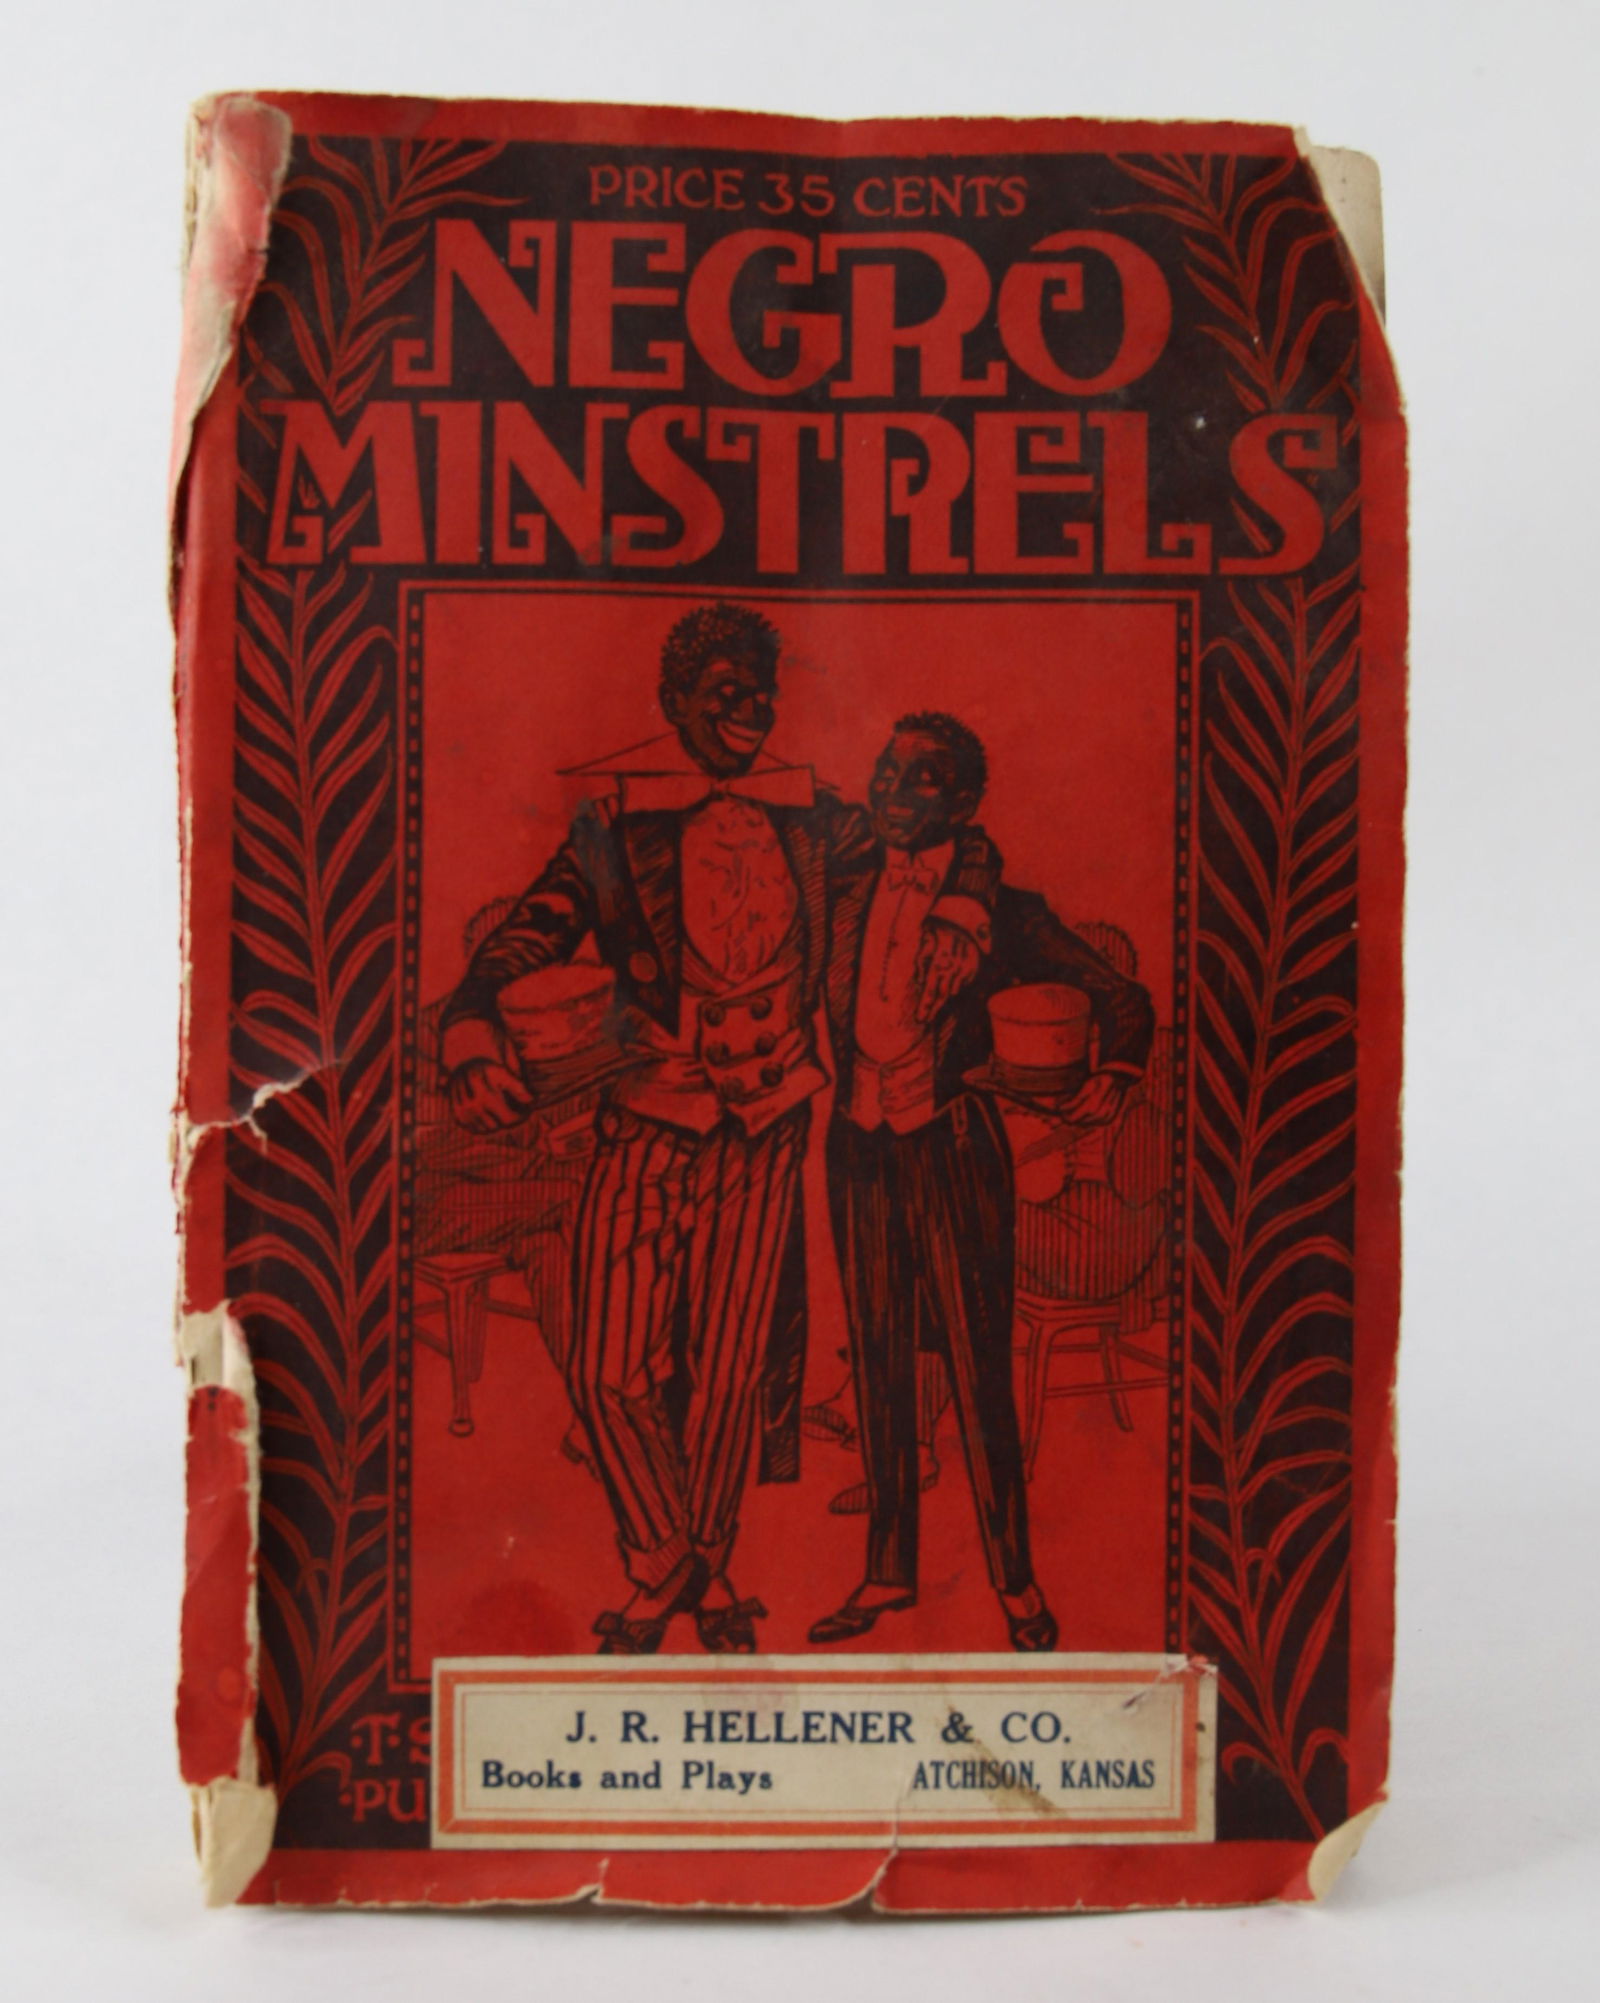 PRICE 35 CENTS
NEGRO
MINSTRELS
J. R. HELLENER & CO.
Books and Plays ATCHISON, KANSAS